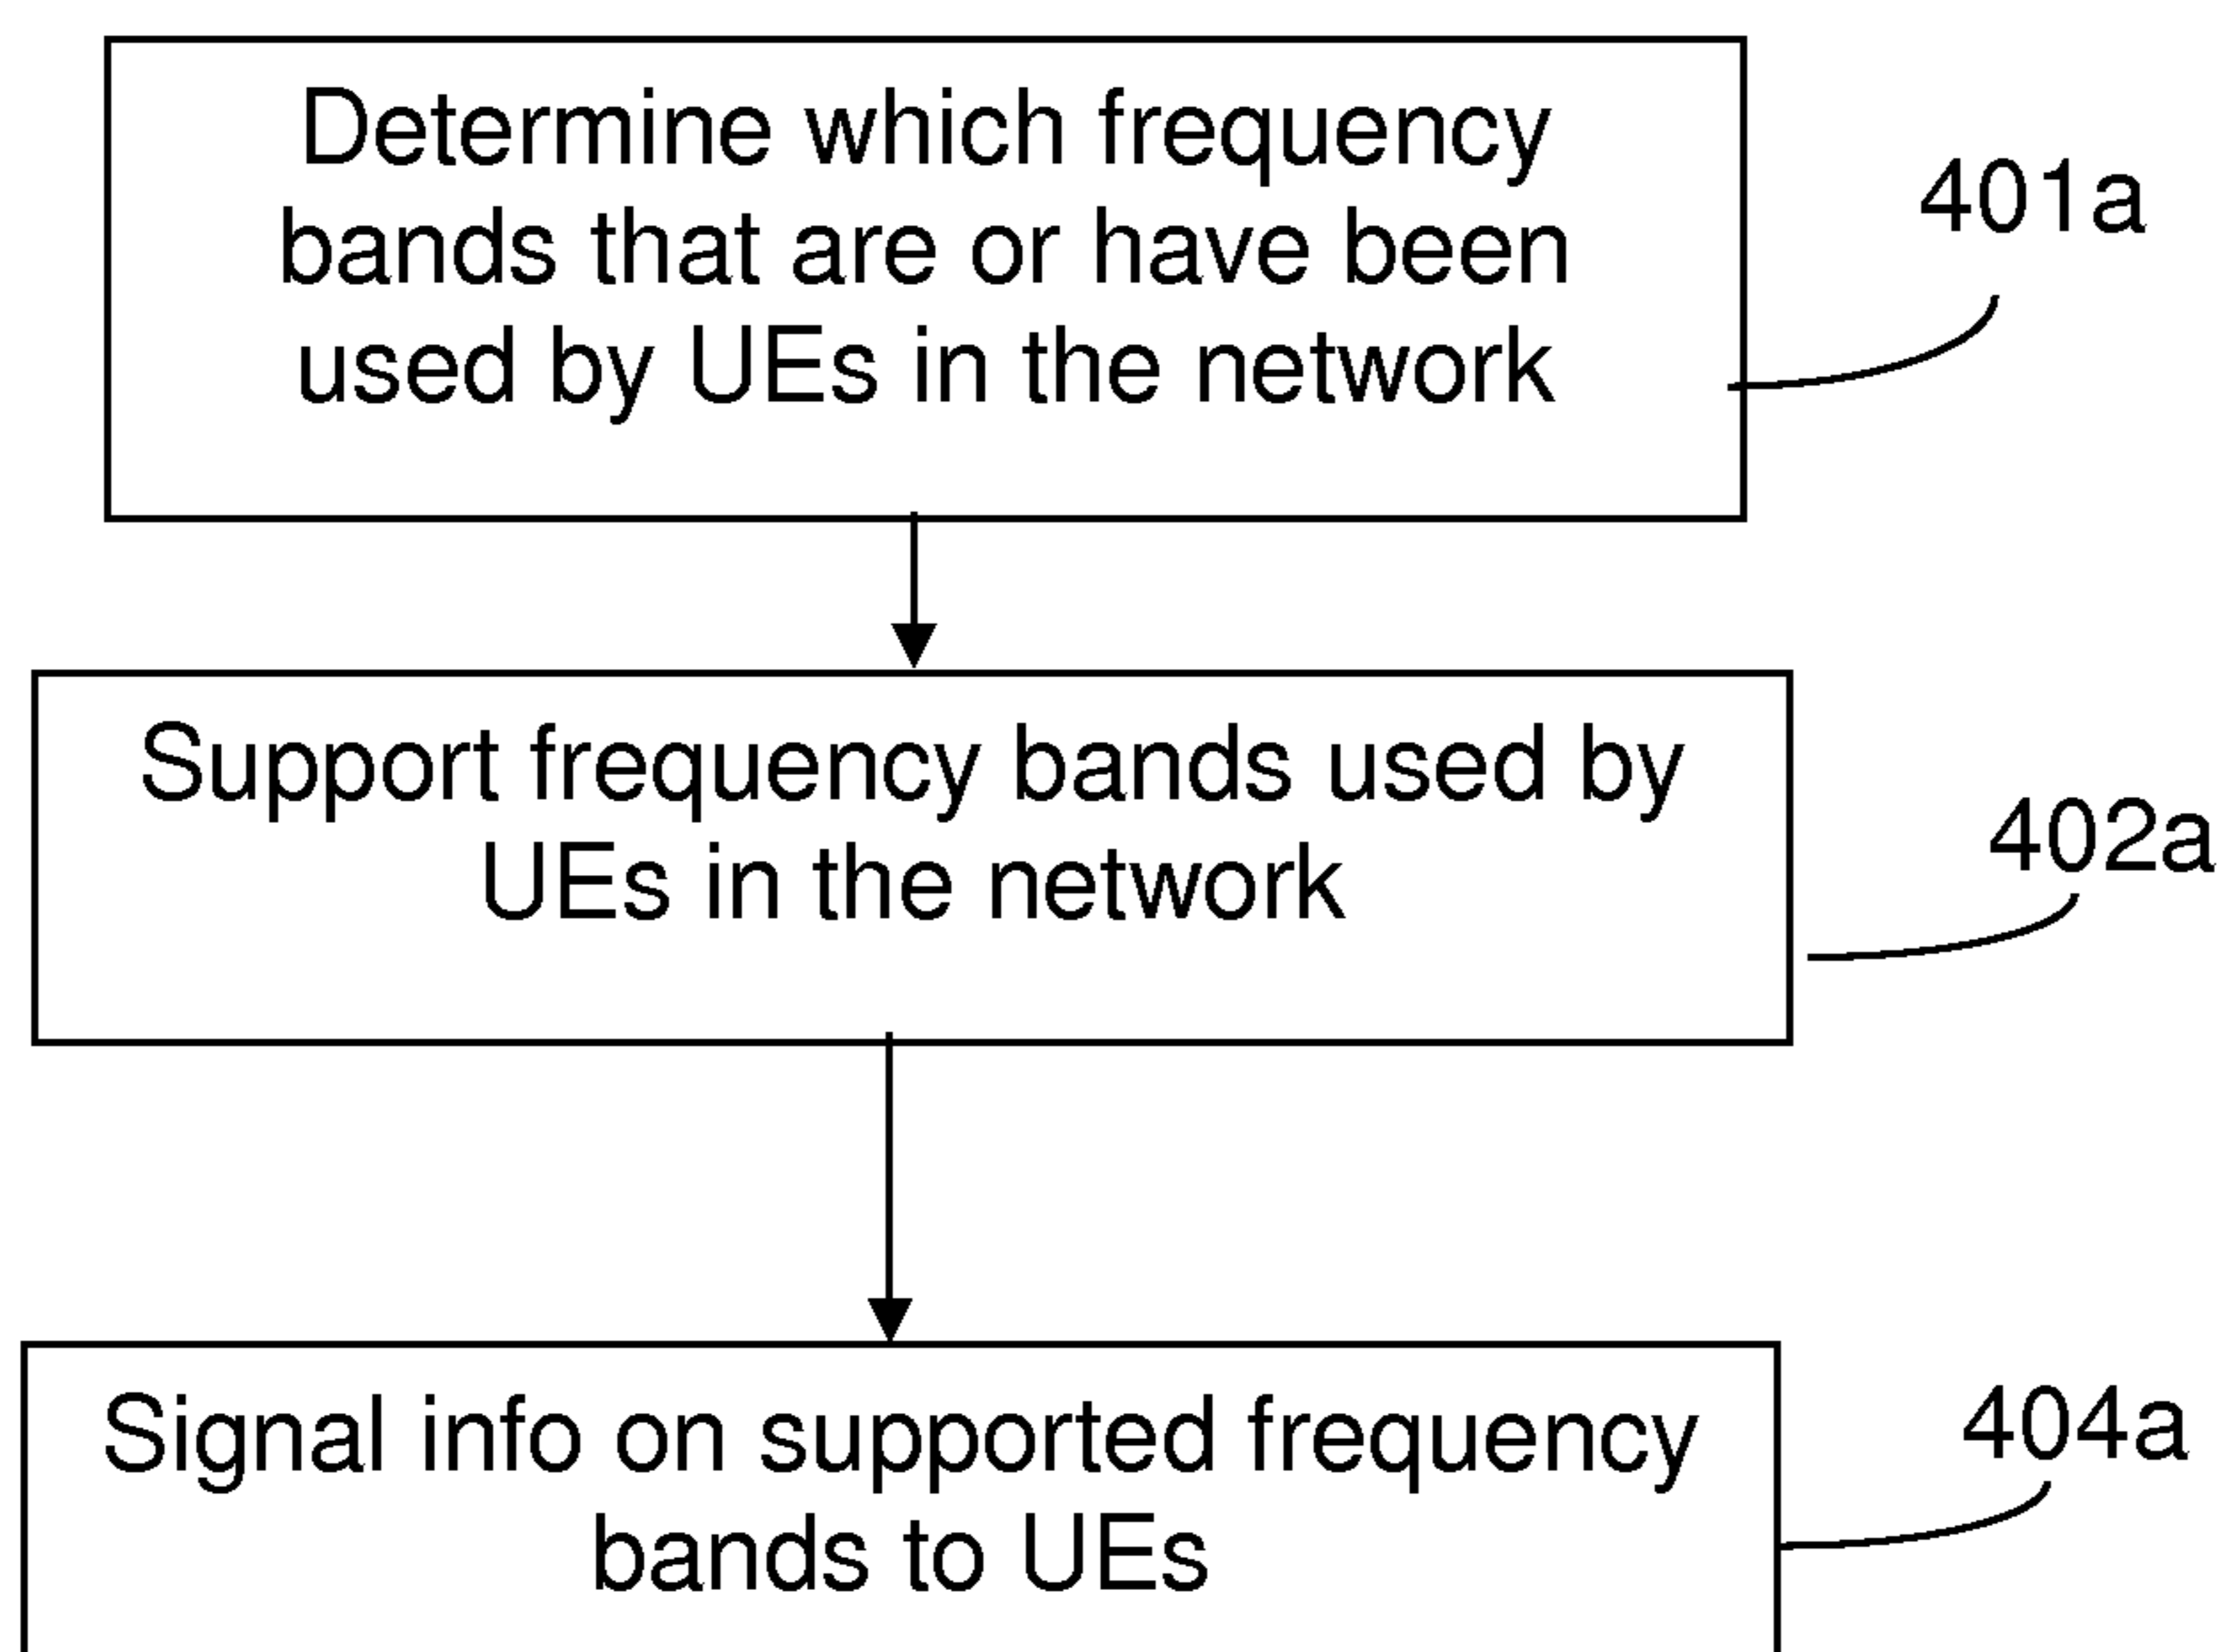 Determine which frequency
bands that are or have been
used by UEs in the network
401a
Support frequency bands used by
UEs in the network
402a
Signal info on supported frequency
bands to UEs
404a